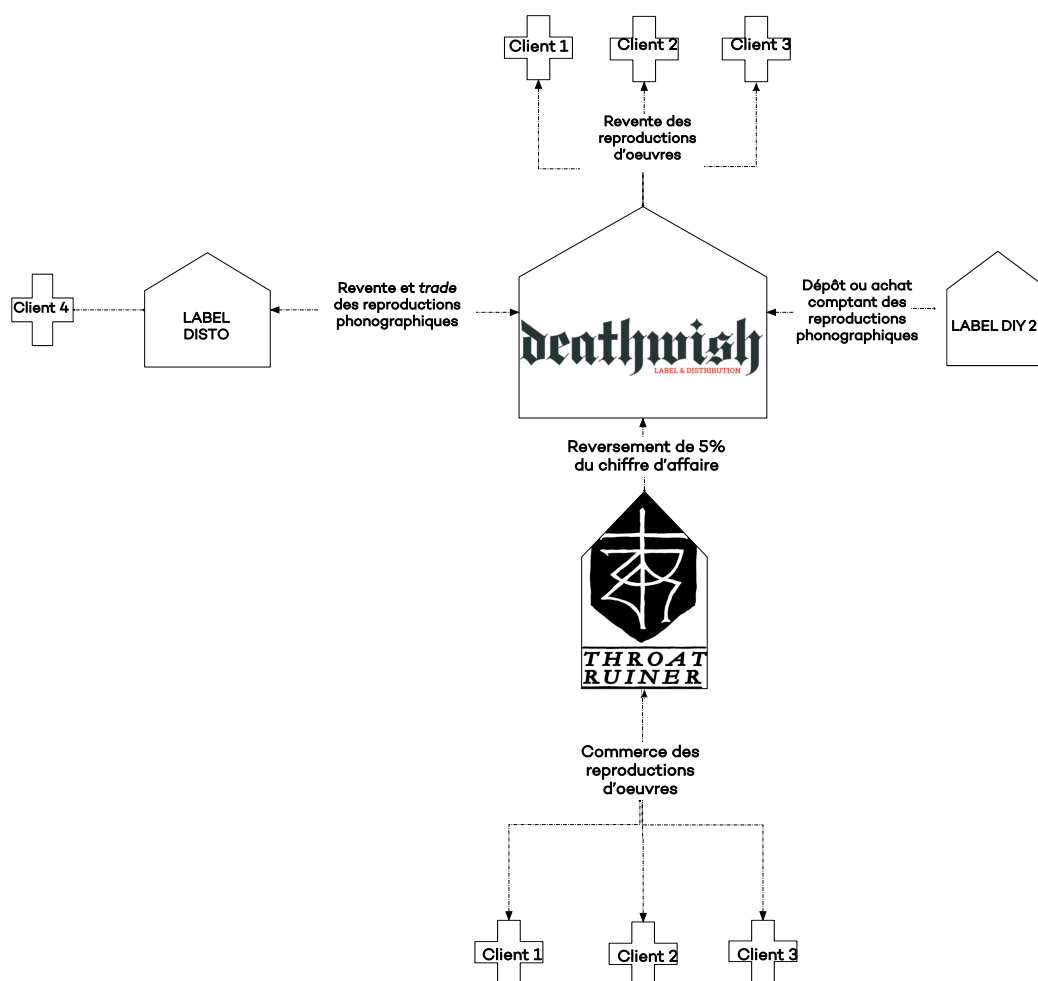 Client 1
Client 2
Client 3
Revente des
reproductions
d'oeuvres
Client 4
LABEL
DISTO
Revente et trade
des reproductions
phonographiques
deathwish
LABEL & DISTRIBUTION
Dépôt ou achat
comptant des
reproductions
phonographiques
LABEL DIY 2
Reversement de 5%
du chiffre d'affaire
THROAT
RUINER
Commerce des
reproductions
d'oeuvres
Client 1
Client 2
Client 3